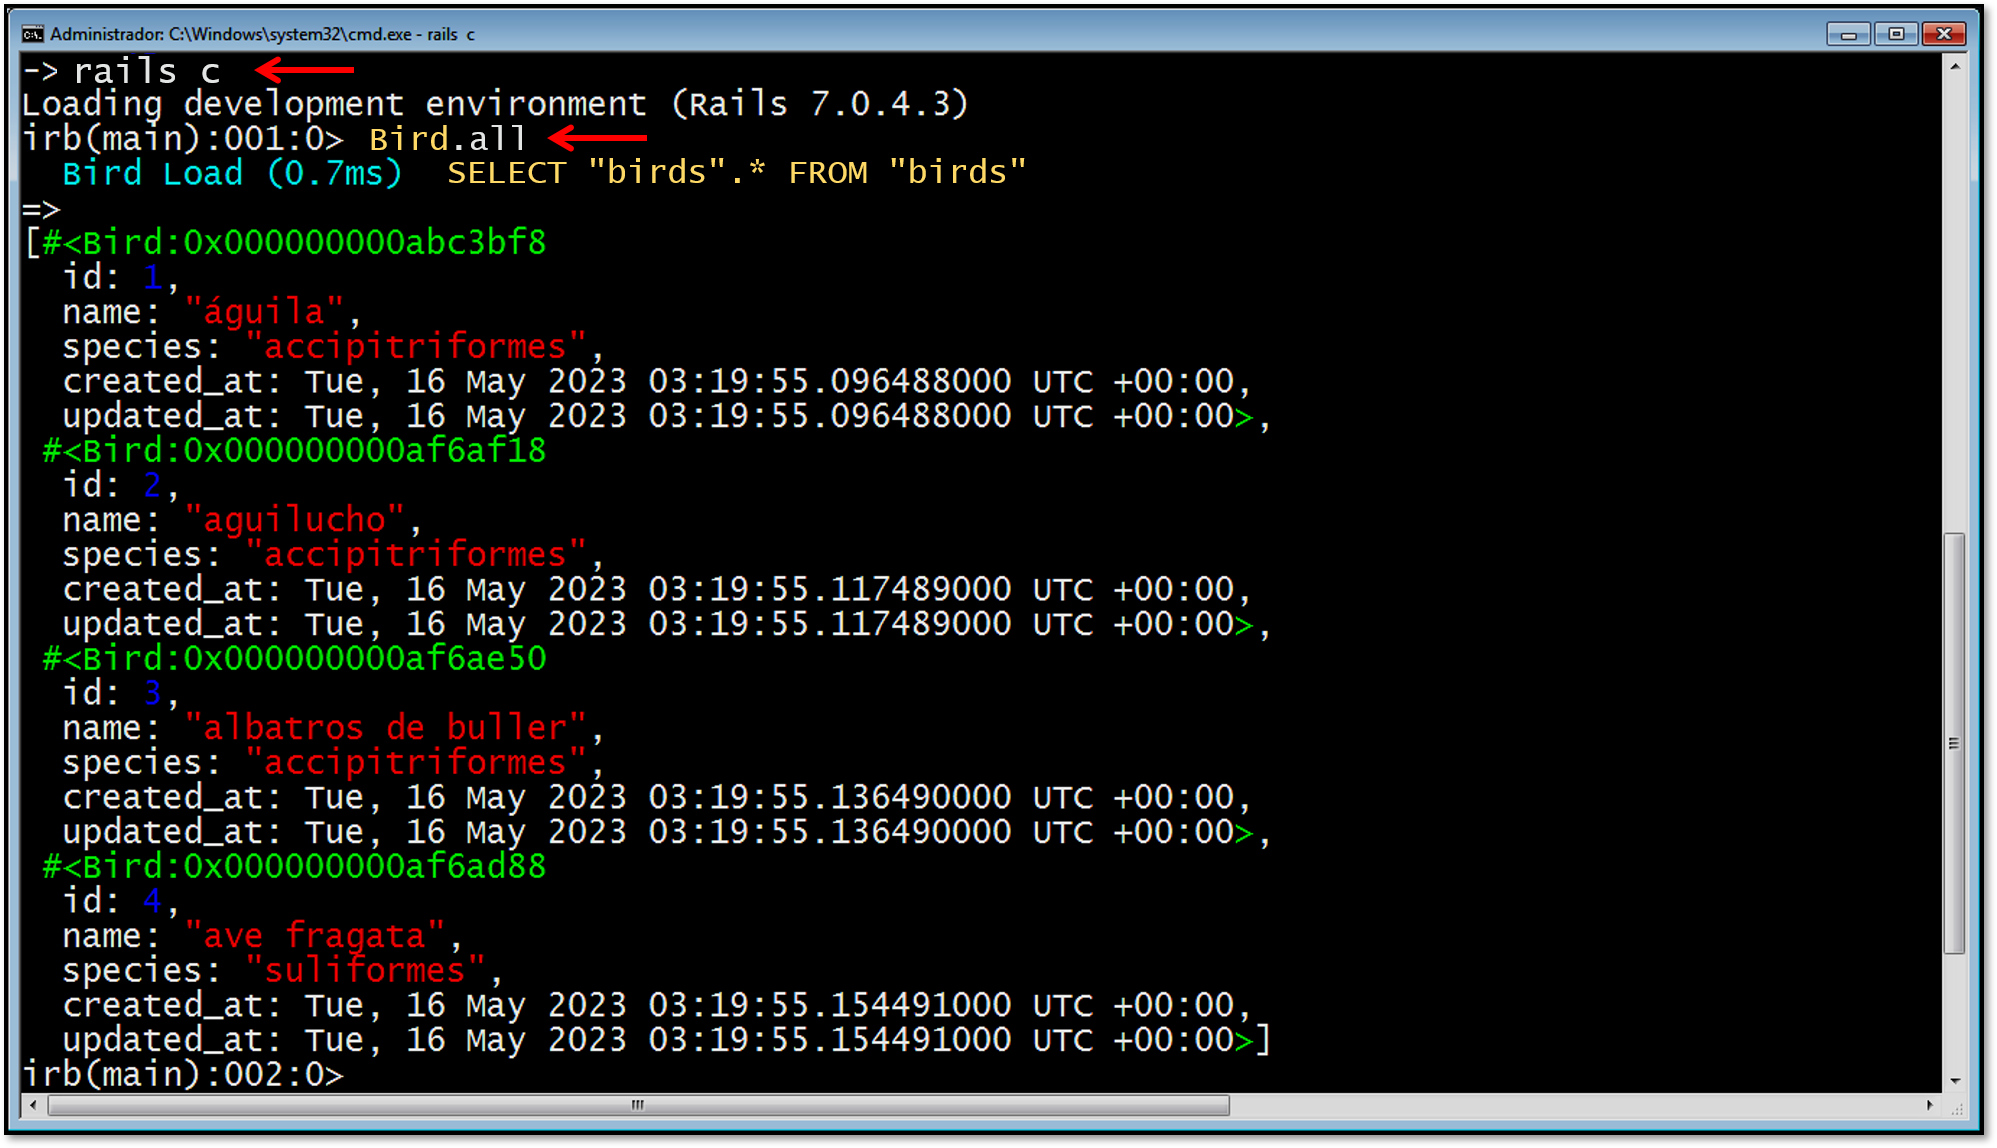 Administrador: C:\Windows\system32\cmd.exe - rails  c
-> rails c
Loading development environment (Rails 7.0.4.3)
irb(main):001:0> Bird.all
  Bird Load (0.7ms)  SELECT "birds".* FROM "birds"
=>
[#<Bird:0x000000000abc3bf8
  id: 1,
  name: "águila",
  species: "accipitriformes",
  created_at: Tue, 16 May 2023 03:19:55.096488000 UTC +00:00,
  updated_at: Tue, 16 May 2023 03:19:55.096488000 UTC +00:00>,
 #<Bird:0x000000000af6af18
  id: 2,
  name: "aguilucho",
  species: "accipitriformes",
  created_at: Tue, 16 May 2023 03:19:55.117489000 UTC +00:00,
  updated_at: Tue, 16 May 2023 03:19:55.117489000 UTC +00:00>,
 #<Bird:0x000000000af6ae50
  id: 3,
  name: "albatros de buller",
  species: "accipitriformes",
  created_at: Tue, 16 May 2023 03:19:55.136490000 UTC +00:00,
  updated_at: Tue, 16 May 2023 03:19:55.136490000 UTC +00:00>,
 #<Bird:0x000000000af6ad88
  id: 4,
  name: "ave fragata",
  species: "suliformes",
  created_at: Tue, 16 May 2023 03:19:55.154491000 UTC +00:00,
  updated_at: Tue, 16 May 2023 03:19:55.154491000 UTC +00:00>]
irb(main):002:0>